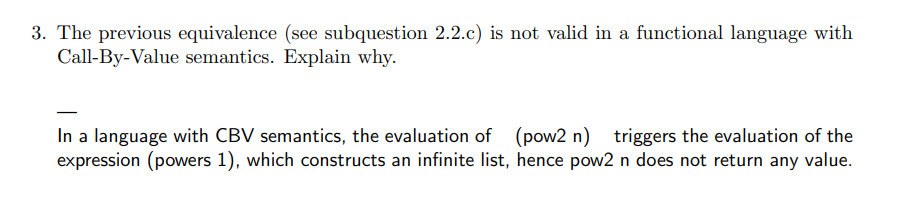 3. The previous equivalence (see subquestion 2.2.c) is not valid in a functional language with
Call-By-Value semantics. Explain why.
—
In a language with CBV semantics, the evaluation of (pow2 n) triggers the evaluation of the
expression (powers 1), which constructs an infinite list, hence pow2 n does not return any value.